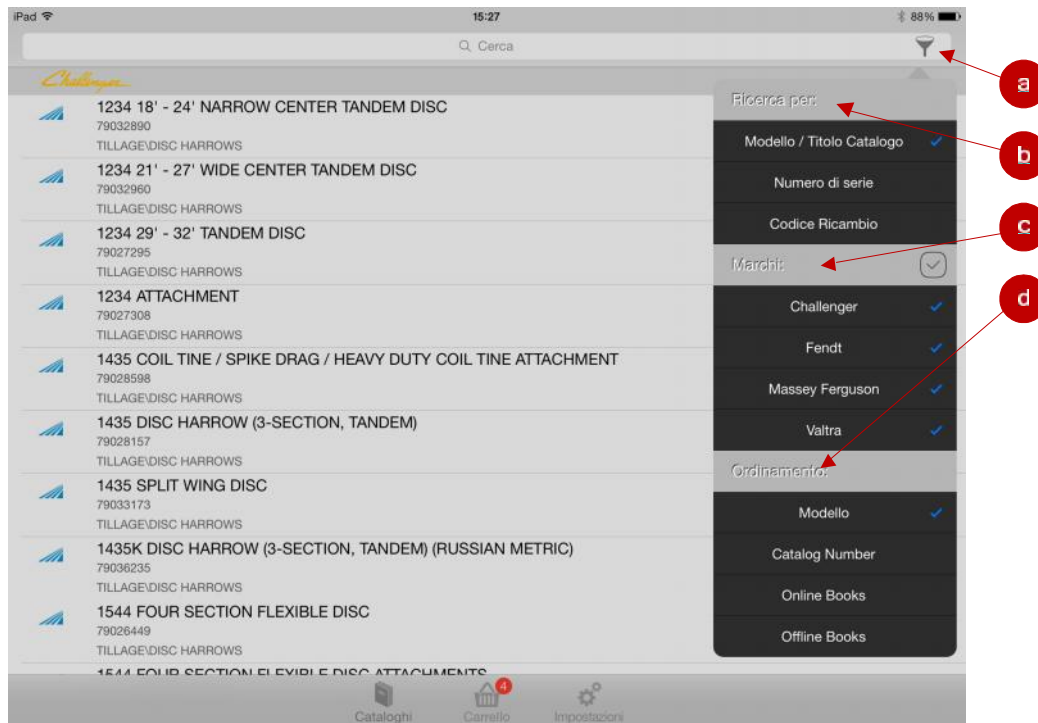 iPad 15:27 88%
Cerca
Challenger
1234 18' - 24' NARROW CENTER TANDEM DISC
79032890
TILLAGE\DISC HARROWS
1234 21' - 27' WIDE CENTER TANDEM DISC
79032960
TILLAGE\DISC HARROWS
1234 29' - 32' TANDEM DISC
79027295
TILLAGE\DISC HARROWS
1234 ATTACHMENT
79027308
TILLAGE\DISC HARROWS
1435 COIL TINE / SPIKE DRAG / HEAVY DUTY COIL TINE ATTACHMENT
79028598
TILLAGE\DISC HARROWS
1435 DISC HARROW (3-SECTION, TANDEM)
79028157
TILLAGE\DISC HARROWS
1435 SPLIT WING DISC
79033173
TILLAGE\DISC HARROWS
1435K DISC HARROW (3-SECTION, TANDEM) (RUSSIAN METRIC)
79036235
TILLAGE\DISC HARROWS
1544 FOUR SECTION FLEXIBLE DISC
79026449
TILLAGE\DISC HARROWS
1544 FOUR SECTION FLEXIBLE DISC ATTACHMENTS
Ricerca per:
Modello / Titolo Catalogo
Numero di serie
Codice Ricambio
Marchi:
Challenger
Fendt
Massey Ferguson
Valtra
Ordinamento:
Modello
Catalog Number
Online Books
Offline Books
a
b
c
d
4
Cataloghi Carrello Impostazioni